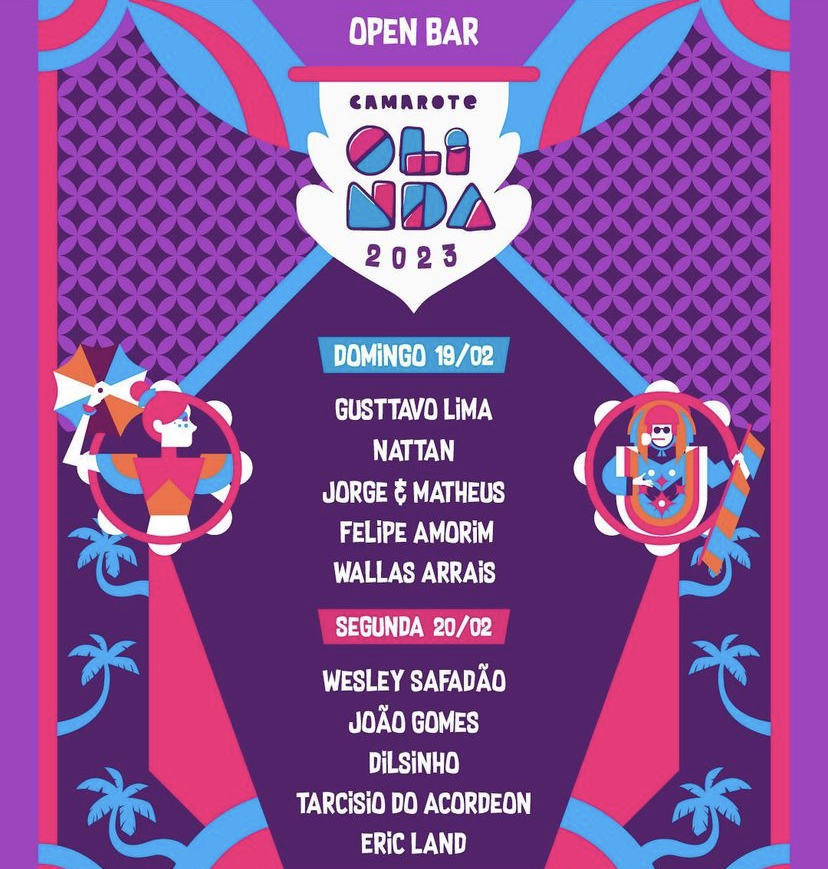 OPEN BAR
CAMAROTE
OLI
NDA
2023
DOMINGO 19/02
GUSTTAVO LIMA
NATTAN
JORGE & MATHEUS
FELIPE AMORIM
WALLAS ARRAIS
SEGUNDA 20/02
WESLEY SAFADÃO
JOÃO GOMES
DILSINHO
TARCISIO DO ACORDEON
ERIC LAND